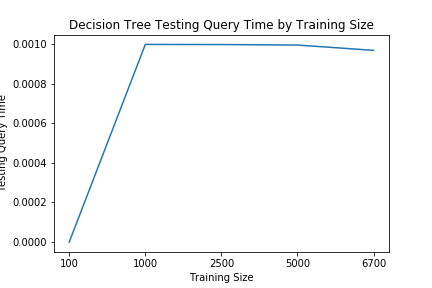 Decision Tree Testing Query Time by Training Size
0.0010
0.0008
0.0006
0.0004
0.0002
0.0000
Testing Query Time
100 1000 2500 5000 6700
Training Size